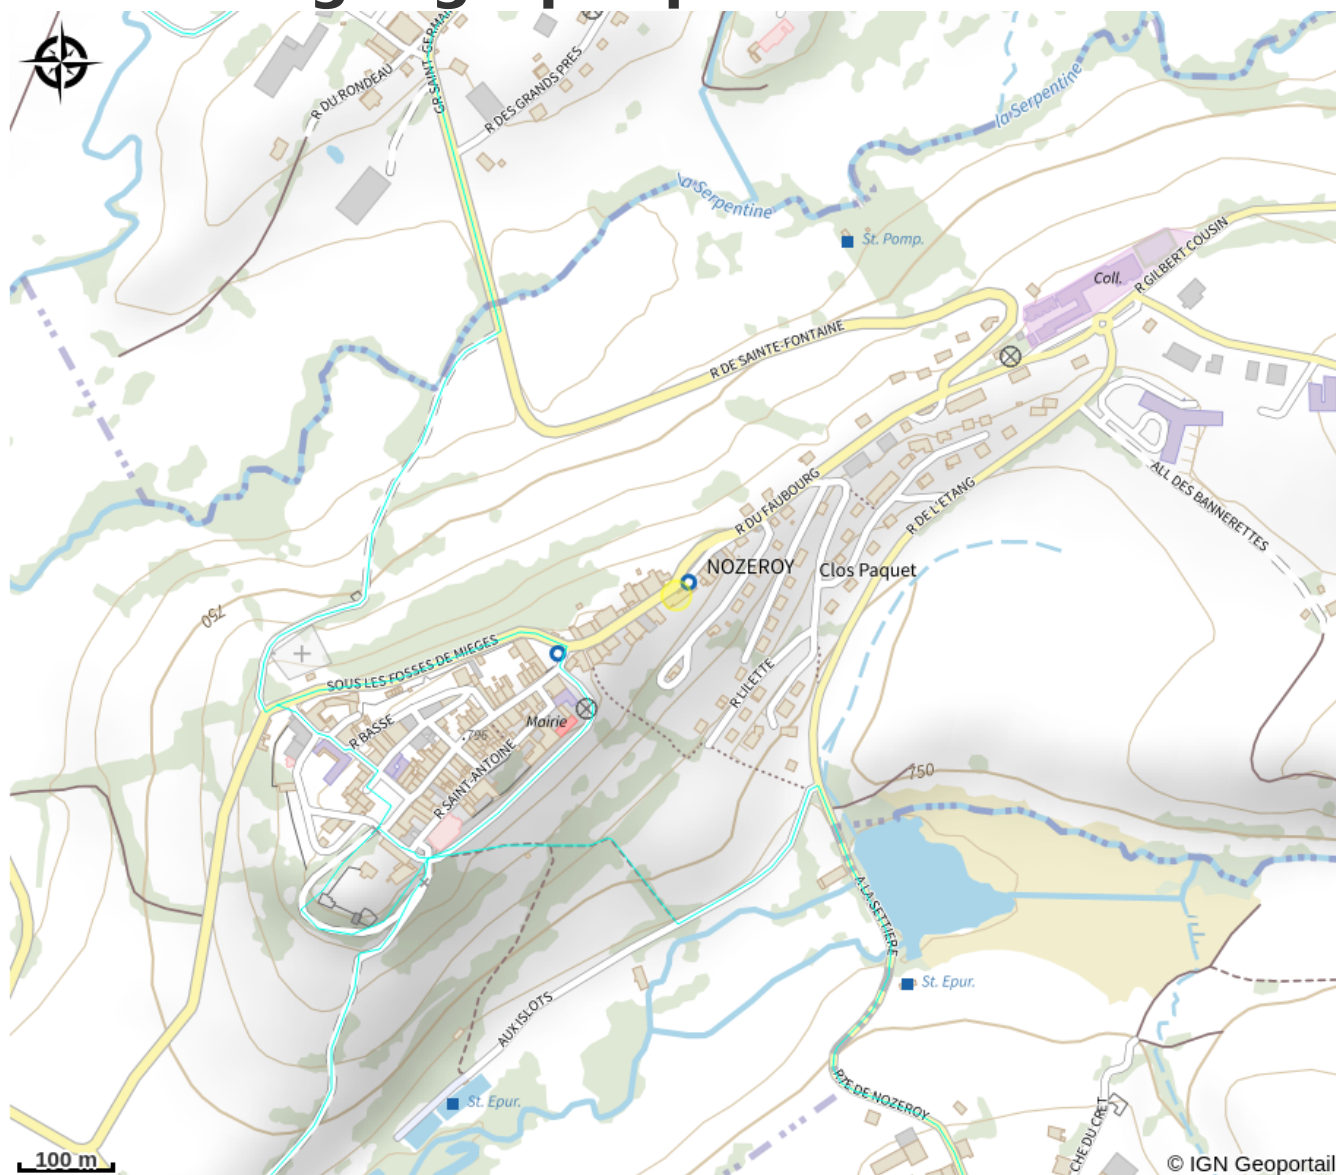 GR SAINT-GERMAIN
R DU RONDEAU
R DES GRANDS PRES
la Serpentine
la Serpentine
St. Pomp.
R GILBERT COUSIN
Coll.
R DE SAINTE-FONTAINE
ALL DES BANNERETTES
R DU FAUBOURG
R DE L'ETANG
NOZEROY
Clos Paquet
750
SOUS LES FOSSES DE MIEGES
R LILETTE
Mairie
R BASSE
796
R SAINT-ANTOINE
750
A LA SETTIERE
St. Epur.
AUX ISLOTS
St. Epur.
RTE DE NOZEROY
CHE DU CRET
100 m
© IGN Geoportail